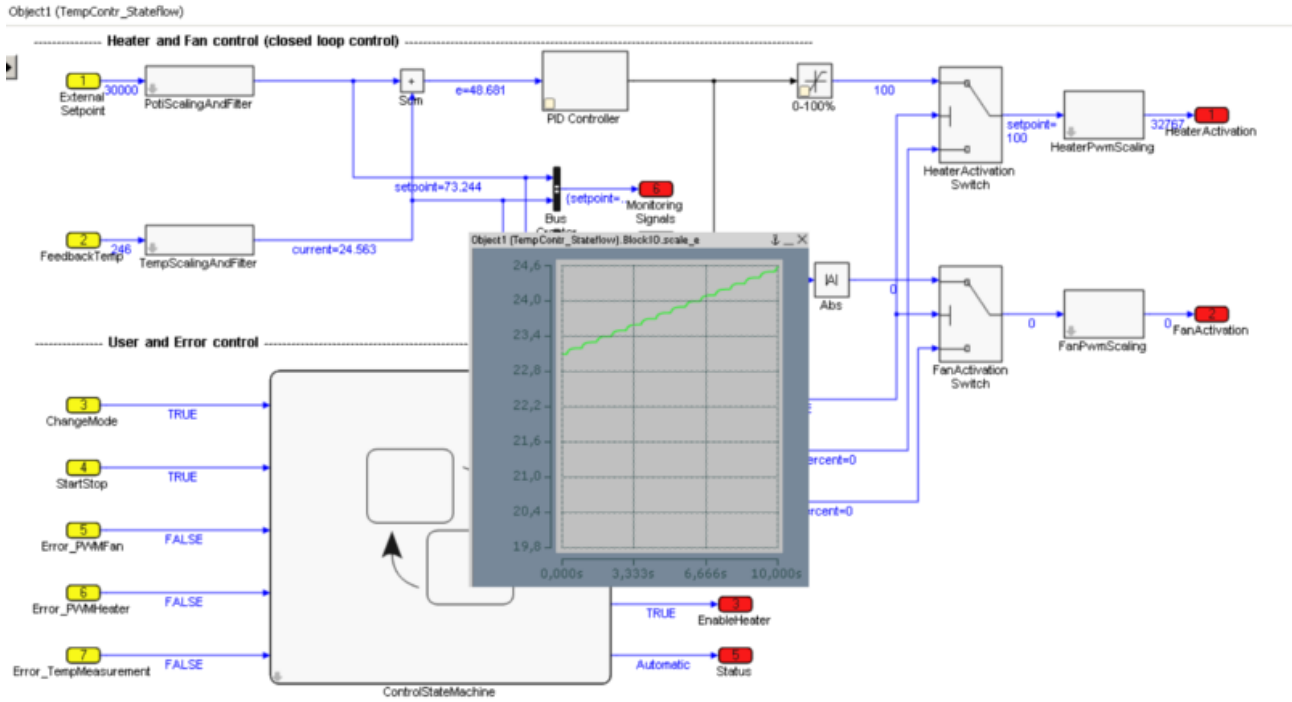 Object1 (TempContr_Stateflow)
Heater and Fan control (closed loop control)
1
30000
External
Setpoint
PotiScalingAndFilter
+
Sum
e=48.681
PID Controller
0-100%
100
setpoint=
100
HeaterActivation
Switch
HeaterPwmScaling
32767
1
HeaterActivation
setpoint=73.244
Bus
(setpoint=...
6
Monitoring
Signals
2
246
FeedbackTemp
TempScalingAndFilter
current=24.563
Object1 (TempContr_Stateflow).BlockIO.scale_e
24,6
24,0
23,4
22,8
22,2
21,6
21,0
20,4
19,8
0,000s
3,333s
6,666s
10,000s
|A|
Abs
0
FanActivation
Switch
0
FanPwmScaling
0
2
FanActivation
User and Error control
3
ChangeMode
TRUE
4
StartStop
TRUE
5
Error_PWMFan
FALSE
6
Error_PWMHeater
FALSE
7
Error_TempMeasurement
FALSE
ControlStateMachine
ercent=0
rcent=0
TRUE
3
EnableHeater
Automatic
5
Status